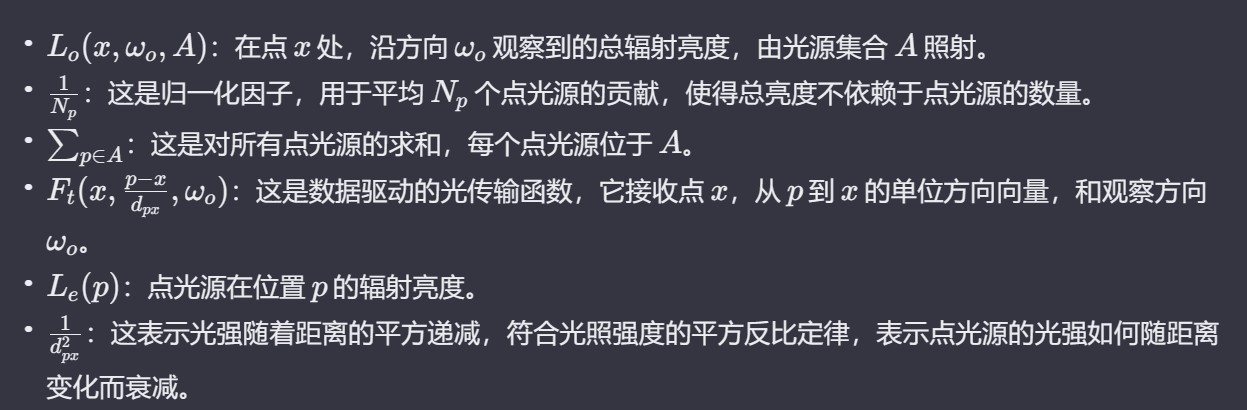 • $L_o(x, \omega_o, A)$：在点 $x$ 处，沿方向 $\omega_o$ 观察到的总辐射亮度，由光源集合 $A$ 照射。
• $\frac{1}{N_p}$：这是归一化因子，用于平均 $N_p$ 个点光源的贡献，使得总亮度不依赖于点光源的数量。
• $\sum_{p \in A}$：这是对所有点光源的求和，每个点光源位于 $A$。
• $F_t(x, \frac{p-x}{d_{px}}, \omega_o)$：这是数据驱动的光传输函数，它接收点 $x$，从 $p$ 到 $x$ 的单位方向向量，和观察方向
$\omega_o$。
• $L_e(p)$：点光源在位置 $p$ 的辐射亮度。
• $\frac{1}{d_{px}^2}$：这表示光强随着距离的平方递减，符合光照强度的平方反比定律，表示点光源的光强如何随距离
变化而衰减。